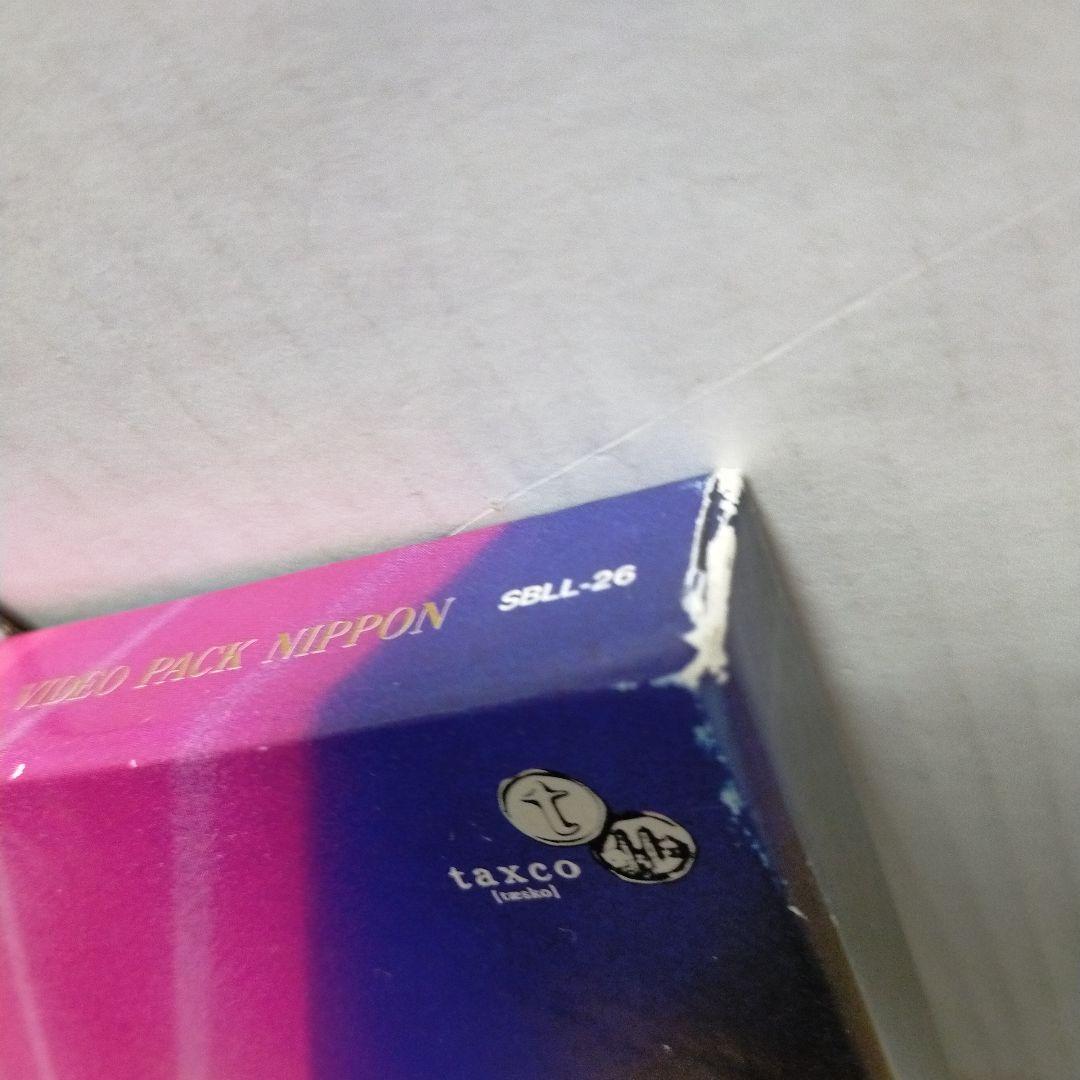 VIDEO PACK NIPPON
SBLL-26
t
taxco
[tæsko]